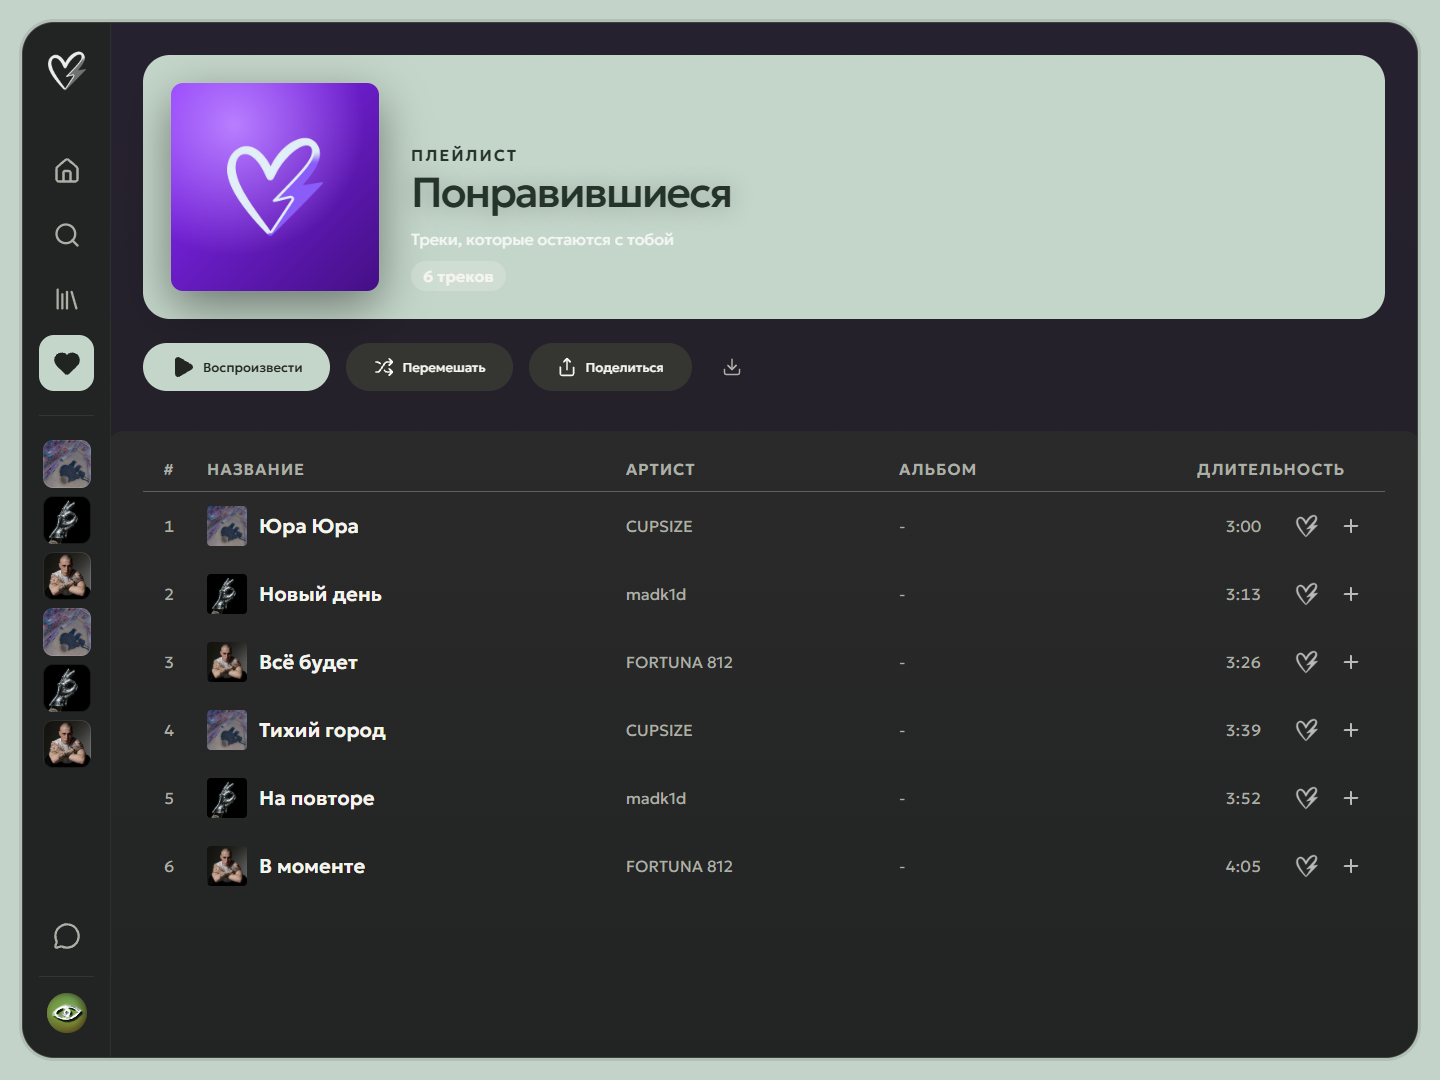 ПЛЕЙЛИСТ
Понравившиеся
Треки, которые остаются с тобой
6 треков
Воспроизвести Перемешать Поделиться
# НАЗВАНИЕ АРТИСТ АЛЬБОМ ДЛИТЕЛЬНОСТЬ
1 Юра Юра CUPSIZE - 3:00
2 Новый день madk1d - 3:13
3 Всё будет FORTUNA 812 - 3:26
4 Тихий город CUPSIZE - 3:39
5 На повторе madk1d - 3:52
6 В моменте FORTUNA 812 - 4:05